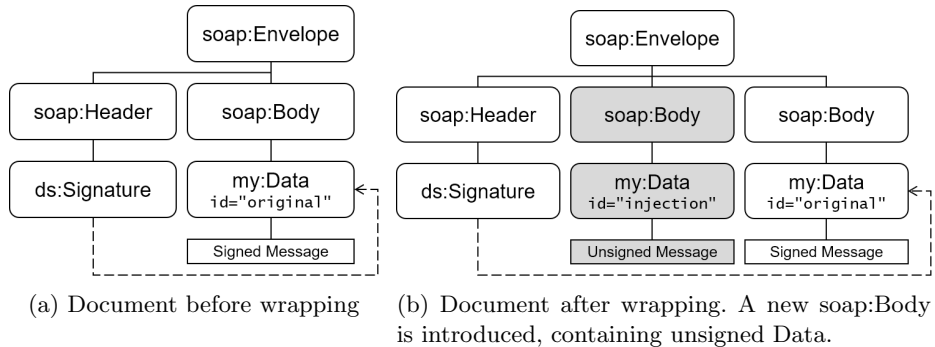 soap:Envelope
soap:Header
soap:Body
ds:Signature
my:Data
id="original"
Signed Message
(a) Document before wrapping
soap:Envelope
soap:Header
soap:Body
soap:Body
ds:Signature
my:Data
id="injection"
my:Data
id="original"
Unsigned Message
Signed Message
(b) Document after wrapping. A new soap:Body
is introduced, containing unsigned Data.